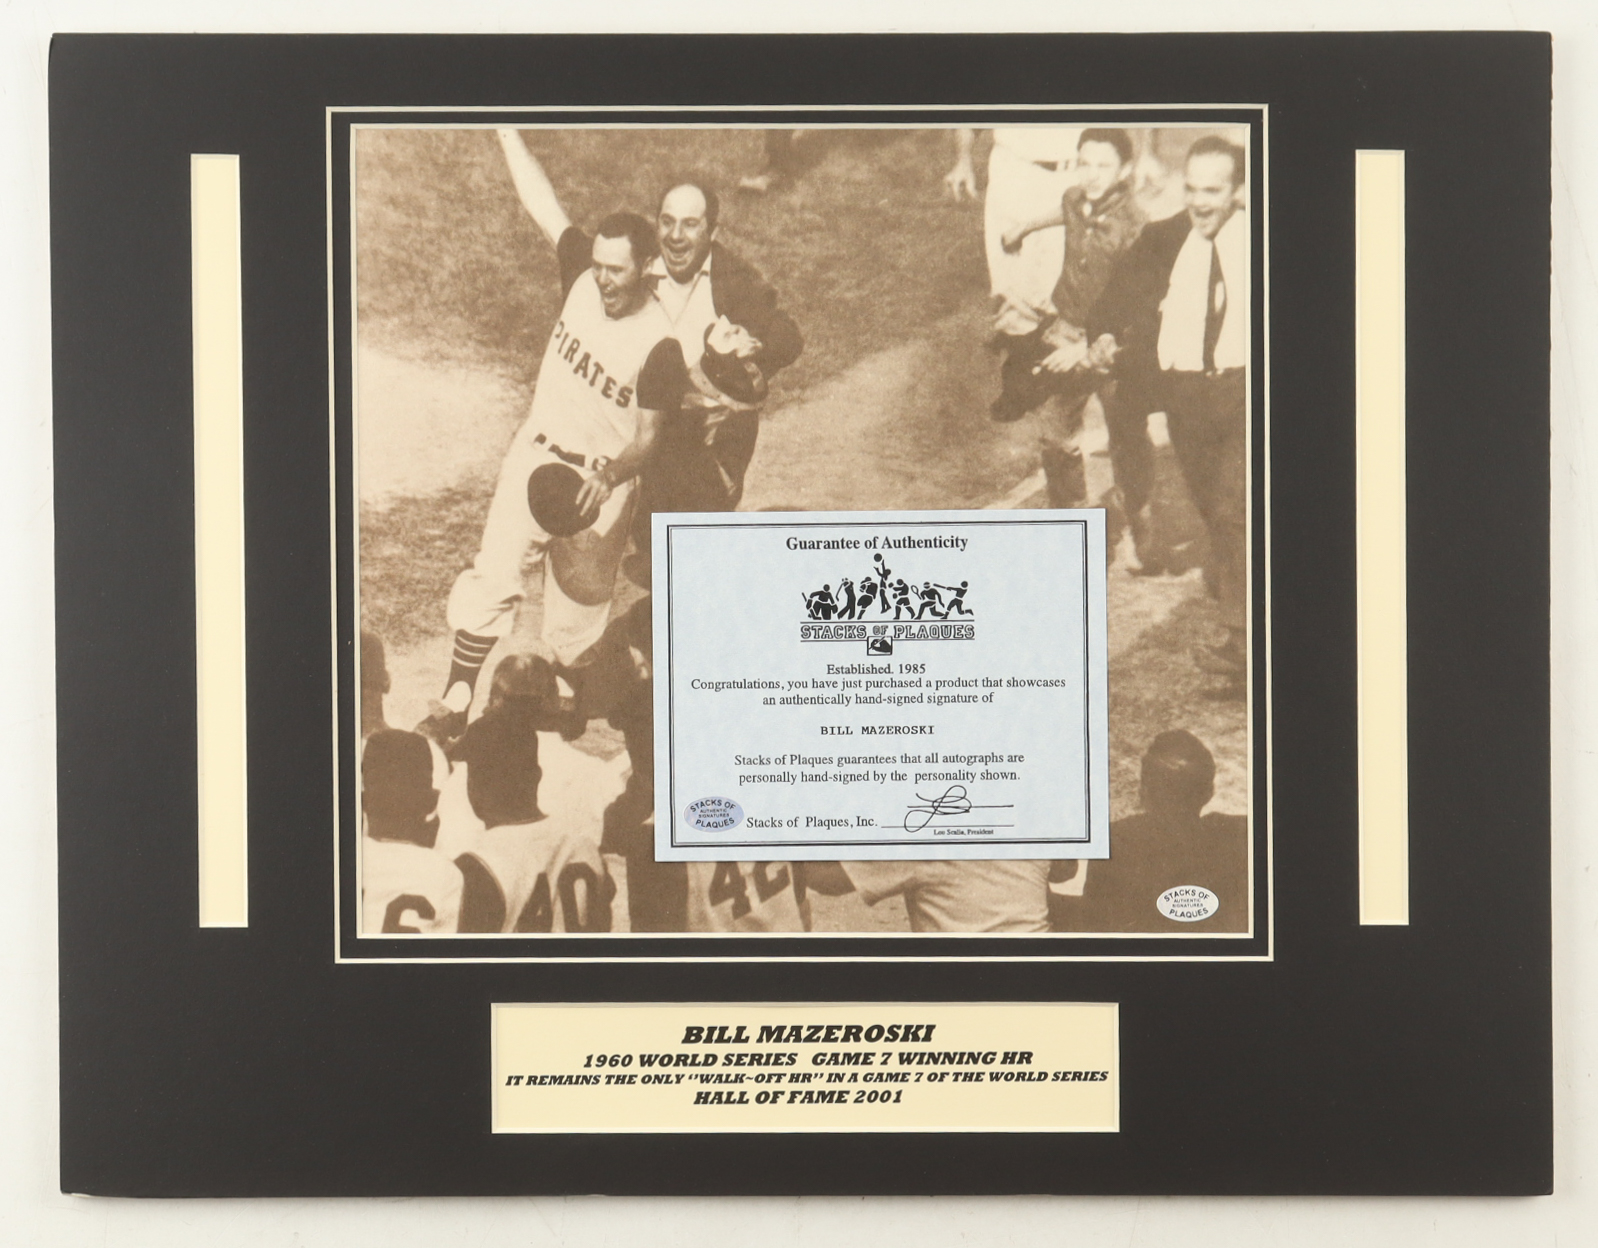 PIRATES
Guarantee of Authenticity
STACKS OF PLAQUES
Established. 1985
Congratulations, you have just purchased a product that showcases
an authentically hand-signed signature of
BILL MAZEROSKI
Stacks of Plaques guarantees that all autographs are
personally hand-signed by the personality shown.
STACKS OF
AUTHENTIC
SIGNATURES
PLAQUES
Stacks of Plaques, Inc.
Lou Scalia, President
6
40
42
STACKS OF
AUTHENTIC
SIGNATURES
PLAQUES
BILL MAZEROSKI
1960 WORLD SERIES GAME 7 WINNING HR
IT REMAINS THE ONLY "WALK~OFF HR" IN A GAME 7 OF THE WORLD SERIES
HALL OF FAME 2001